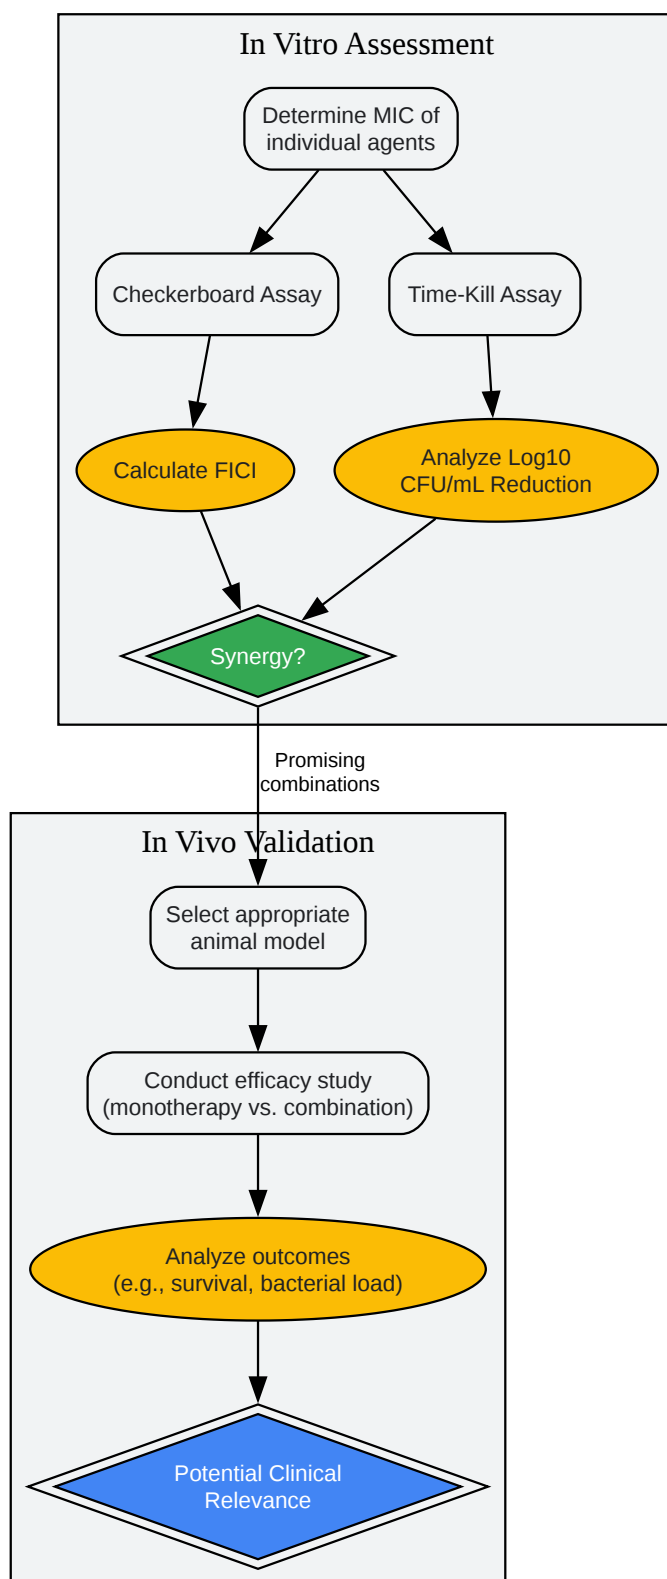 In Vitro Assessment
Determine MIC of
individual agents
Checkerboard Assay
Time-Kill Assay
Calculate FICI
Analyze Log10
CFU/mL Reduction
Synergy?
Promising
combinations
In Vivo Validation
Select appropriate
animal model
Conduct efficacy study
(monotherapy vs. combination)
Analyze outcomes
(e.g., survival, bacterial load)
Potential Clinical
Relevance